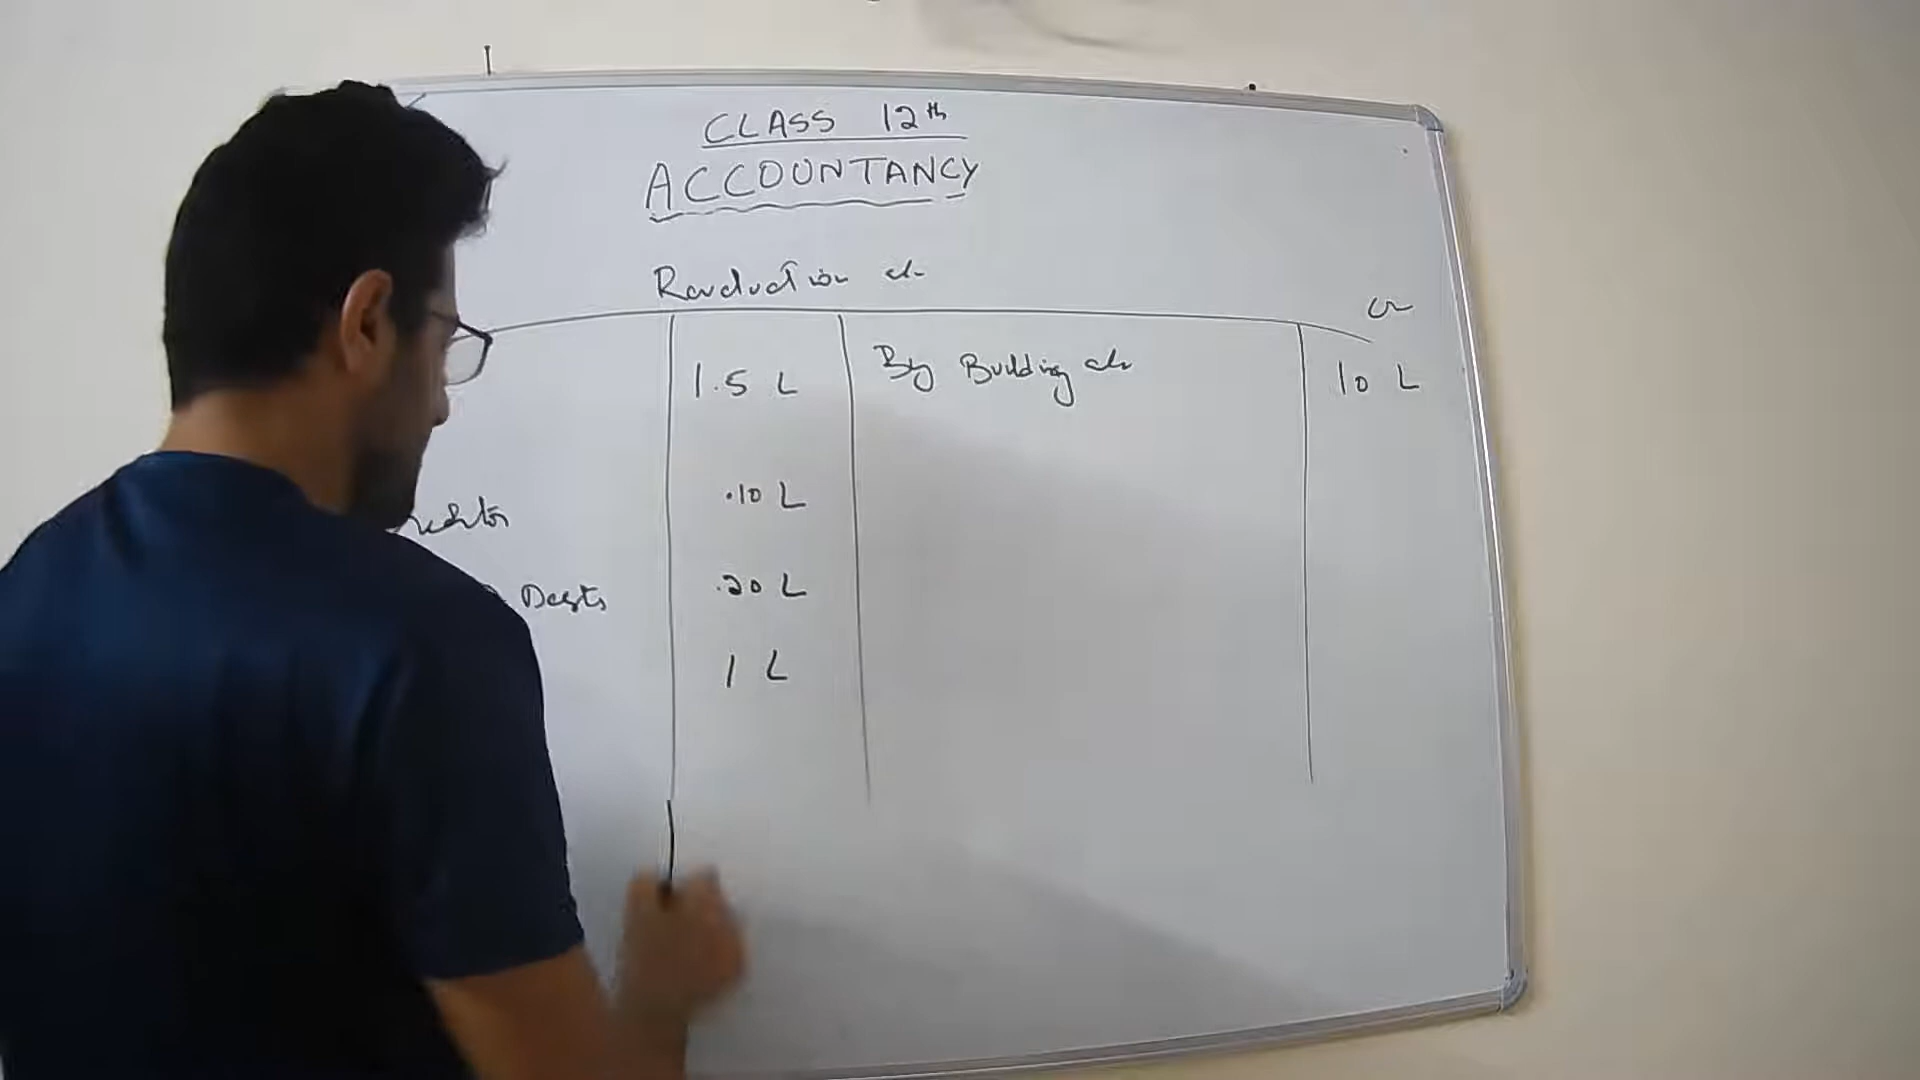 CLASS 12th
ACCOUNTANCY
Revaluation a/c
Cr
1.5 L By Building a/c 10 L
.10 L
Debts .20 L
1 L